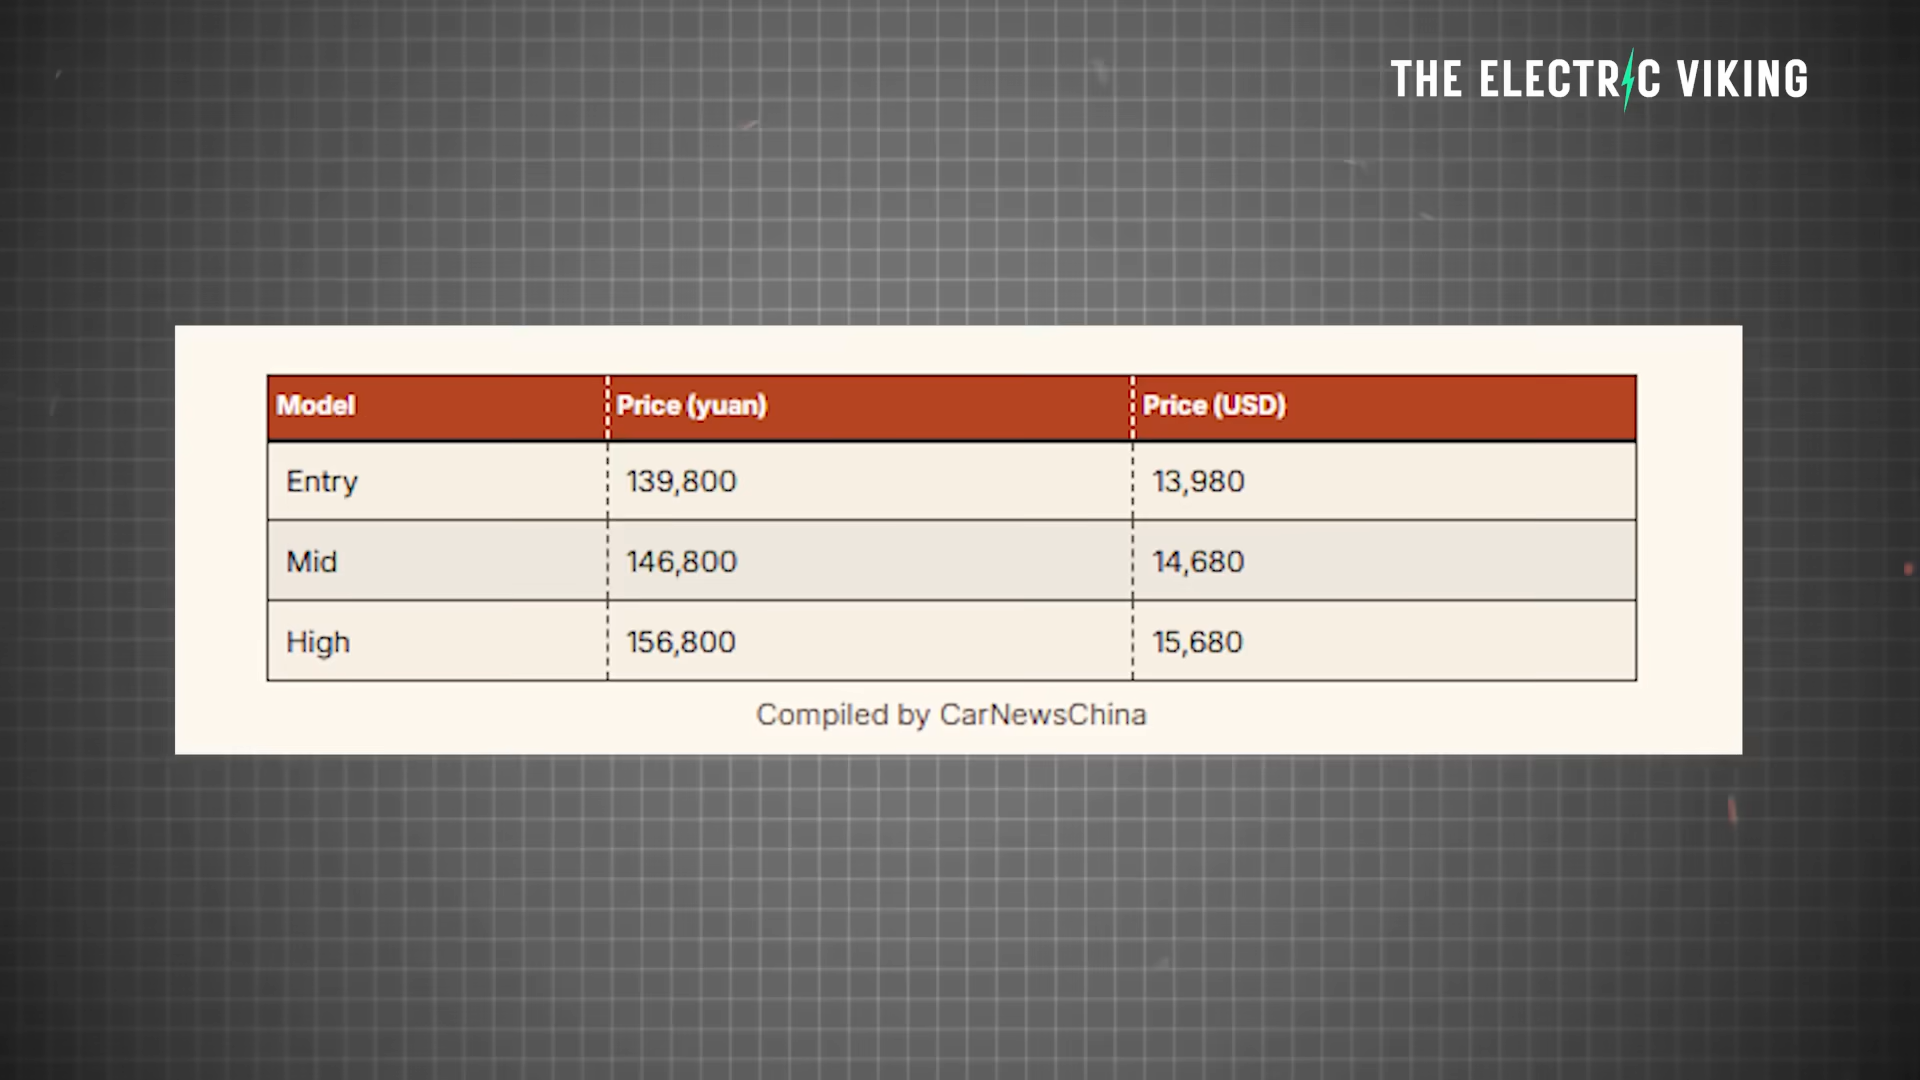 THE ELECTRIC VIKING
Model Price (yuan) Price (USD)
Entry 139,800 13,980
Mid 146,800 14,680
High 156,800 15,680
Compiled by CarNewsChina